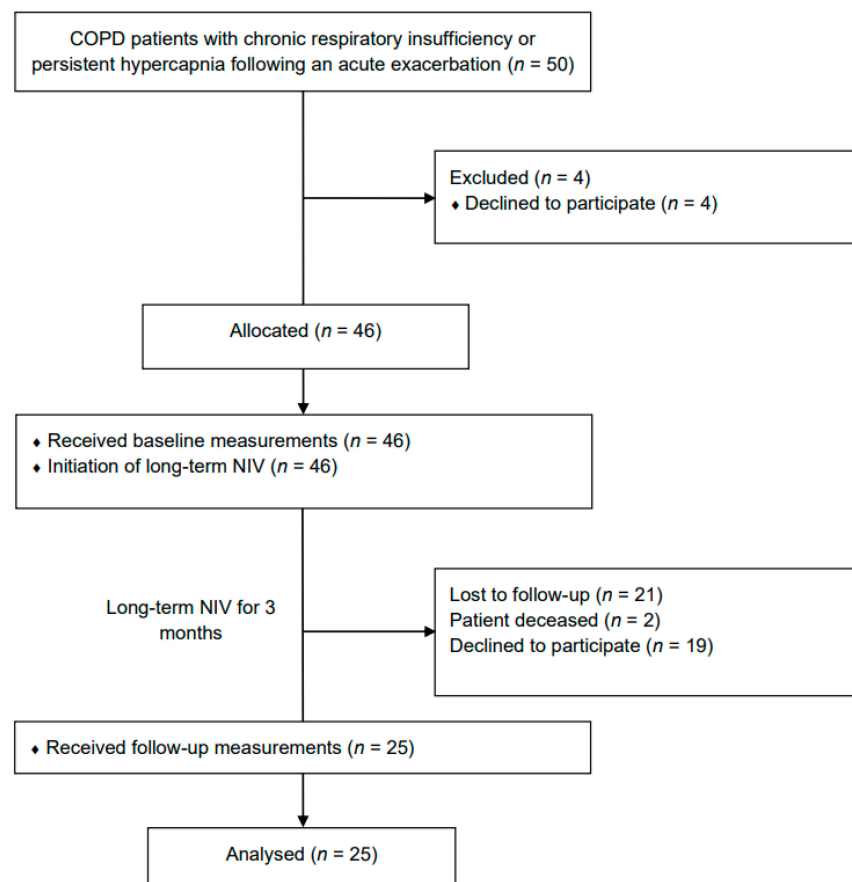 COPD patients with chronic respiratory insufficiency or
persistent hypercapnia following an acute exacerbation (n = 50)
Excluded (n = 4)
♦ Declined to participate (n = 4)
Allocated (n = 46)
♦ Received baseline measurements (n = 46)
♦ Initiation of long-term NIV (n = 46)
Long-term NIV for 3
months
Lost to follow-up (n = 21)
Patient deceased (n = 2)
Declined to participate (n = 19)
♦ Received follow-up measurements (n = 25)
Analysed (n = 25)